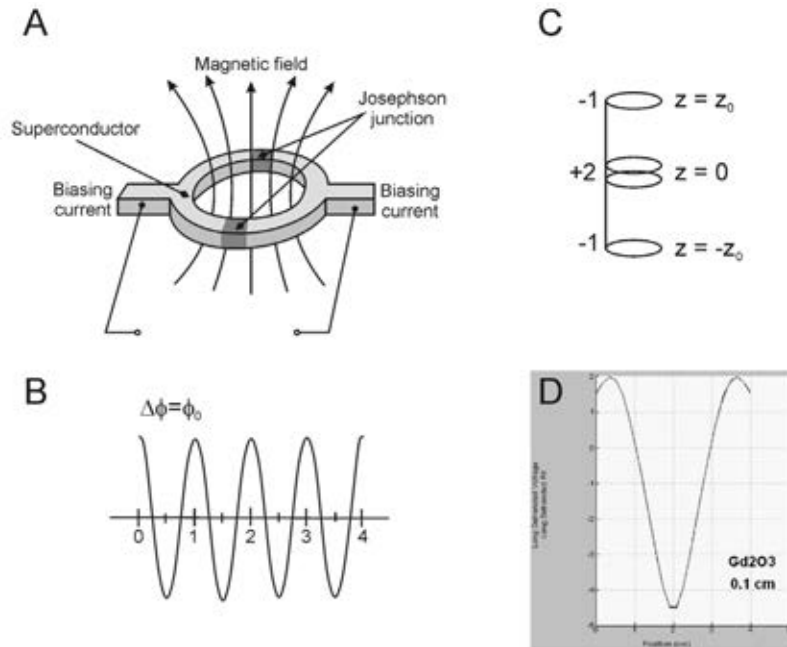 A
Magnetic field
Josephson
junction
Superconductor
Biasing
current
Biasing
current
B
Δϕ=ϕ₀
0 1 2 3 4
C
-1 z = z₀
+2 z = 0
-1 z = -z₀
D
Gd2O3
0.1 cm